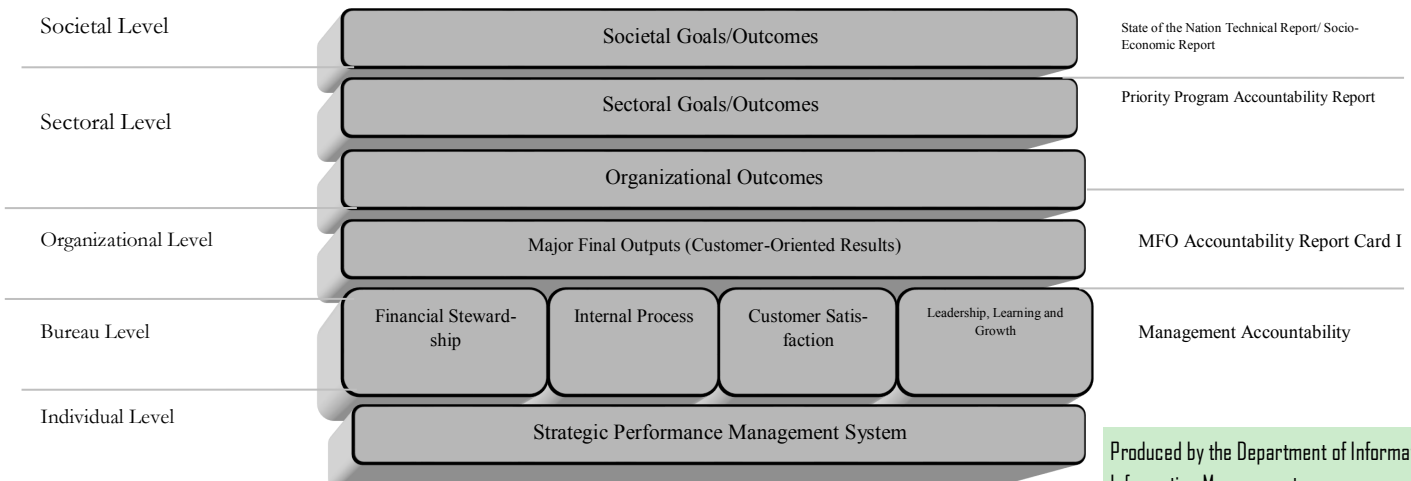 Societal Level
Societal Goals/Outcomes
State of the Nation Technical Report/ Socio-
Economic Report
Sectoral Level
Sectoral Goals/Outcomes
Priority Program Accountability Report
Organizational Outcomes
Organizational Level
Major Final Outputs (Customer-Oriented Results)
MFO Accountability Report Card I
Bureau Level
Financial Steward-
ship
Internal Process
Customer Satis-
faction
Leadership, Learning and
Growth
Management Accountability
Individual Level
Strategic Performance Management System
Produced by the Department of Informa